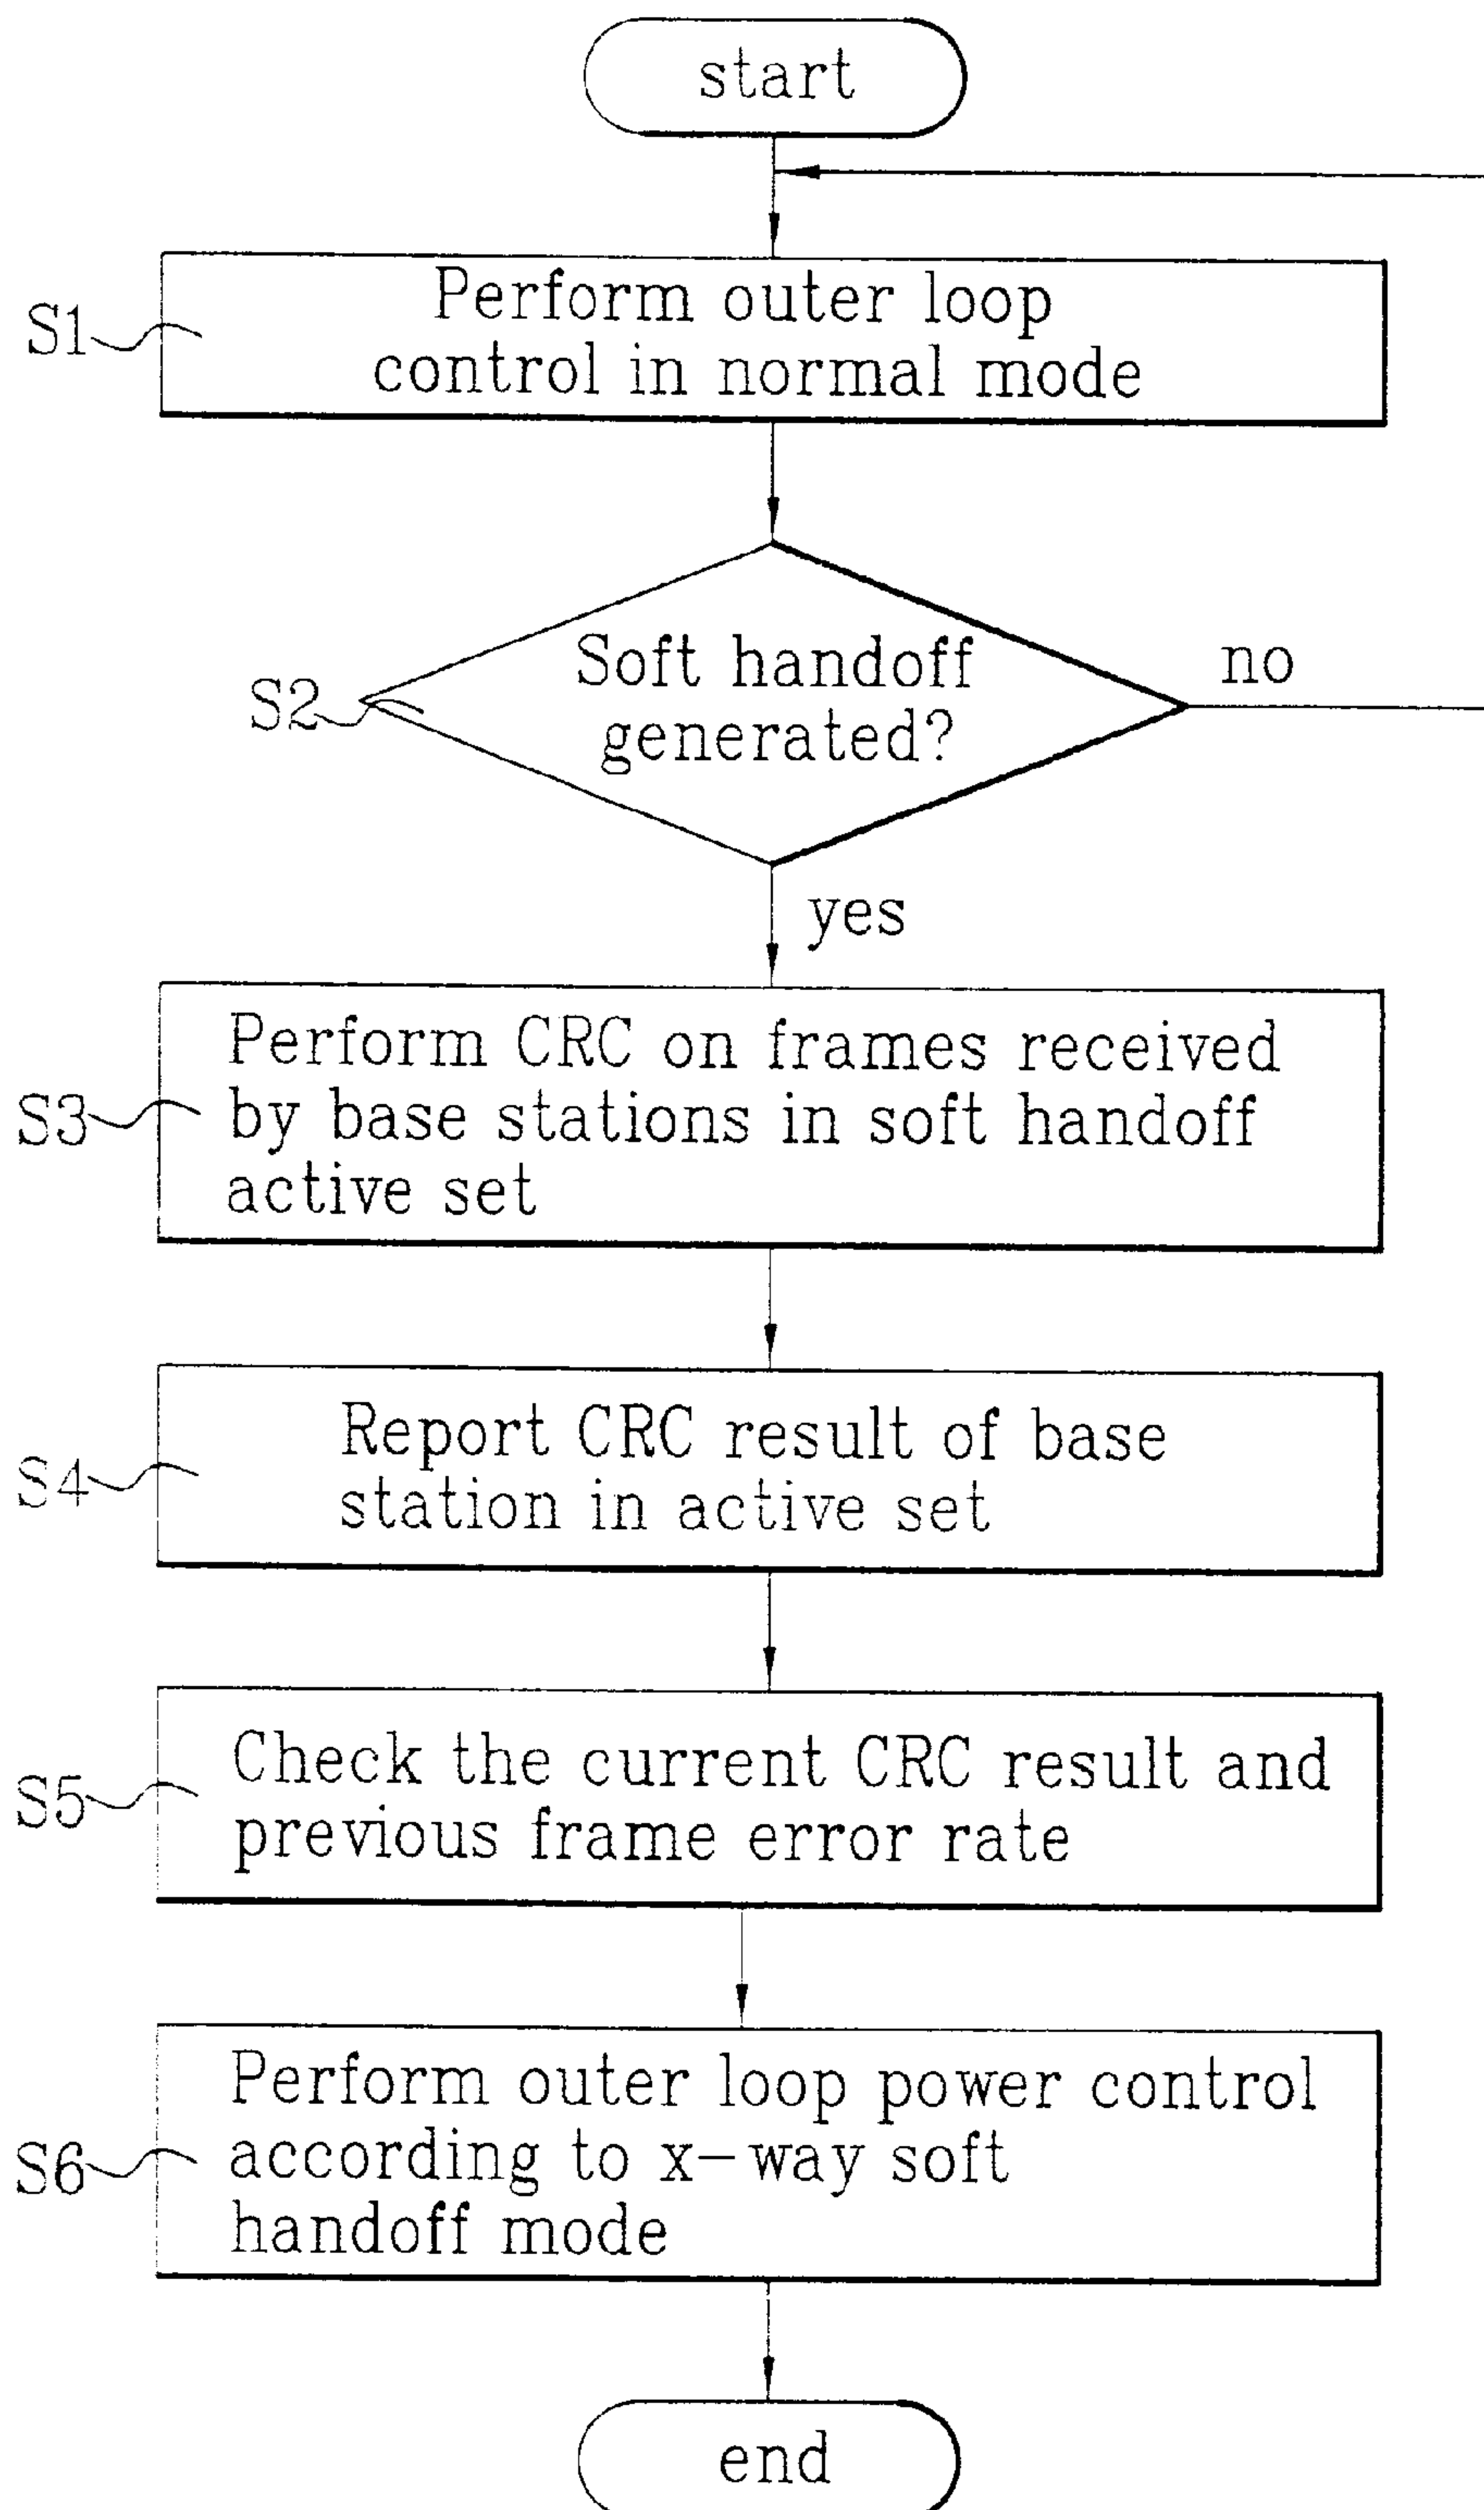 start
S1
Perform outer loop
control in normal mode
S2
Soft handoff
generated?
no
yes
S3
Perform CRC on frames received
by base stations in soft handoff
active set
S4
Report CRC result of base
station in active set
S5
Check the current CRC result and
previous frame error rate
S6
Perform outer loop power control
according to x-way soft
handoff mode
end